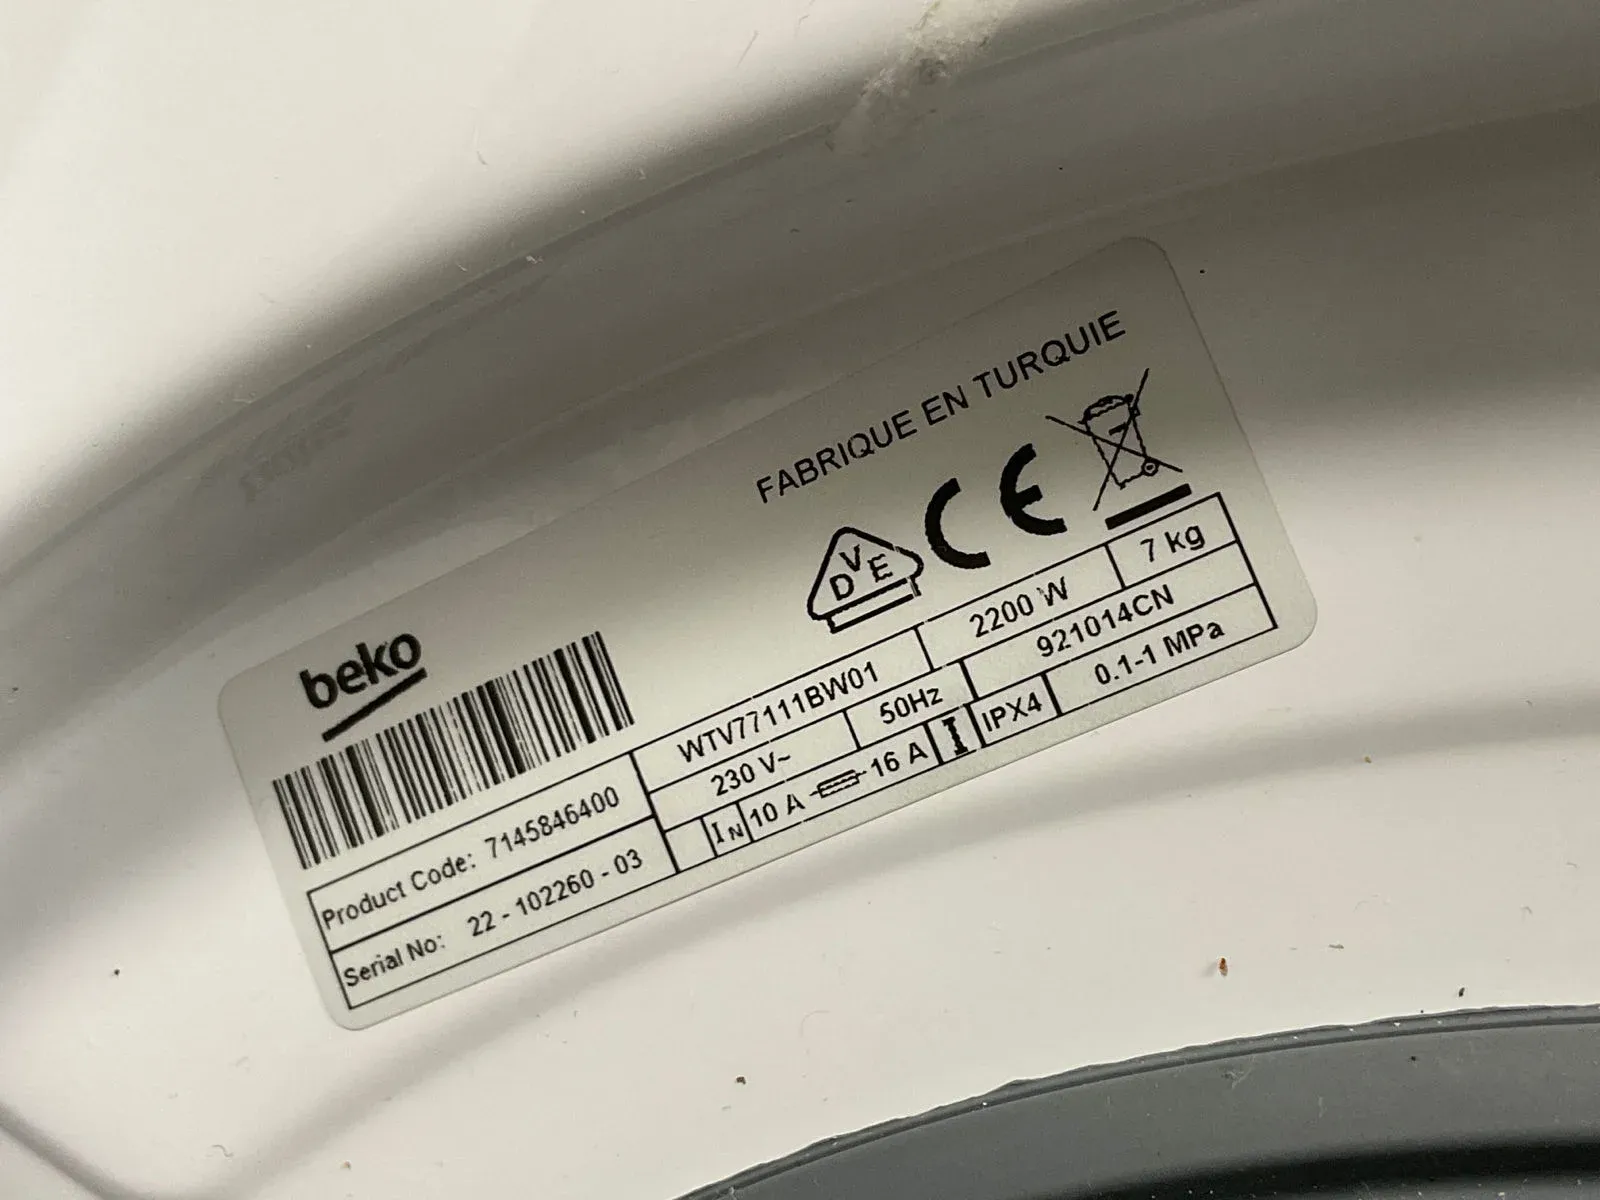 FABRIQUE EN TURQUIE
VDE
CE
beko
WTV77111BW01 2200 W 7 kg
230 V~ 50Hz 921014CN
IN 10 A 16 A I IPX4 0.1-1 MPa
Product Code: 7145846400
Serial No: 22 - 102260 - 03